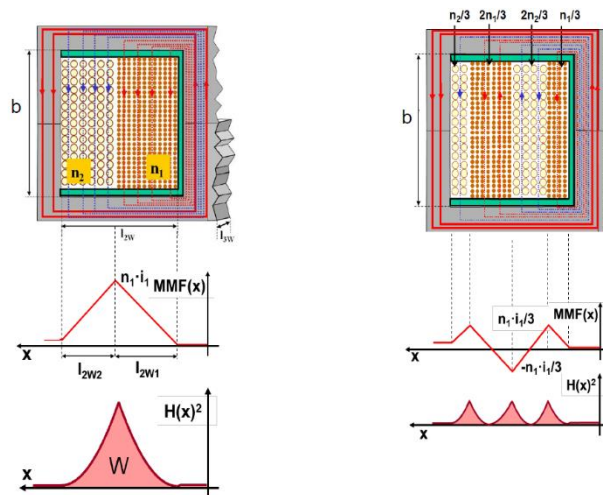 b
n₂
n₁
l₂W
l₃W
n₁·i₁
MMF(x)
x
l₂W2
l₂W1
H(x)²
W
x
n₂/3
2n₁/3
2n₂/3
n₁/3
b
n₁·i₁/3
MMF(x)
x
-n₁·i₁/3
H(x)²
x